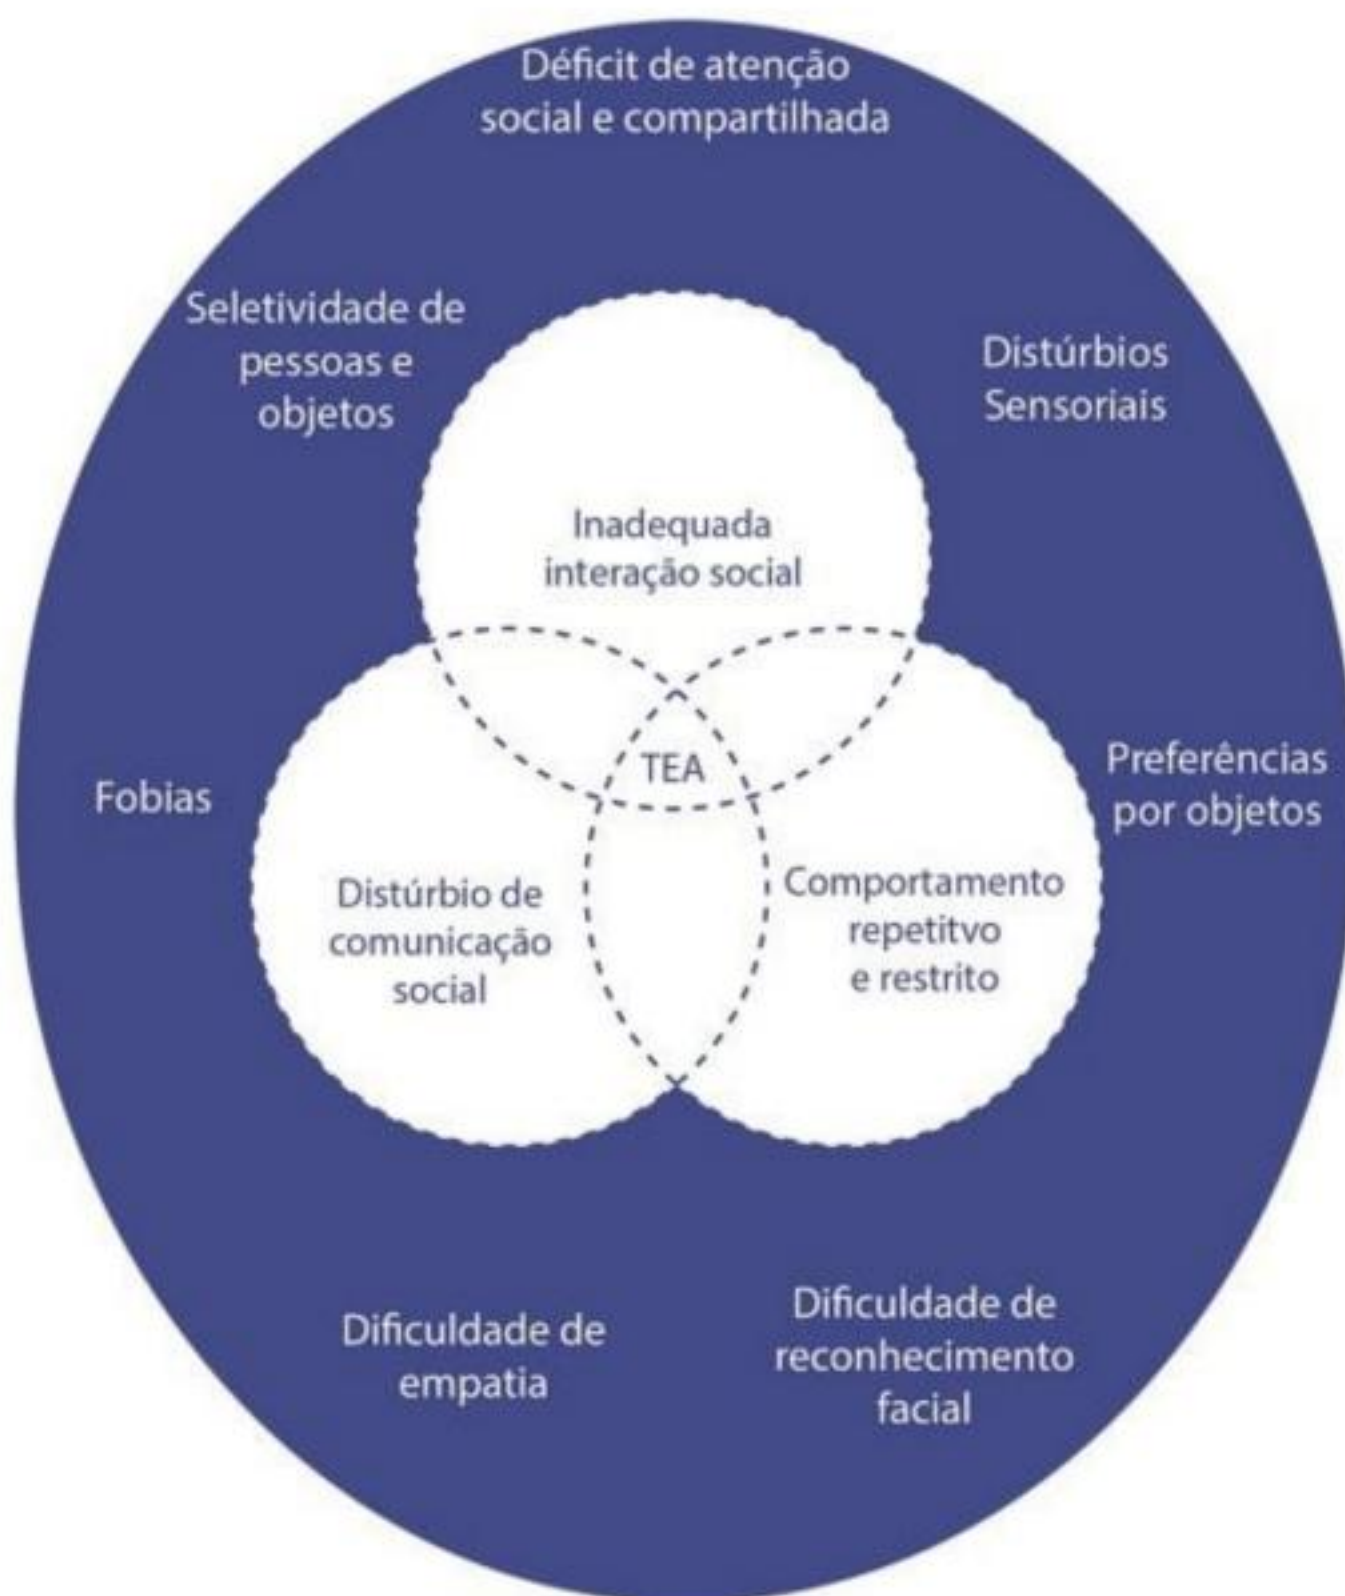 Déficit de atenção
social e compartilhada
Seletividade de
pessoas e
objetos
Distúrbios
Sensoriais
Inadequada
interação social
TEA
Fobias
Preferências
por objetos
Distúrbio de
comunicação
social
Comportamento
repetitvo
e restrito
Dificuldade de
empatia
Dificuldade de
reconhecimento
facial